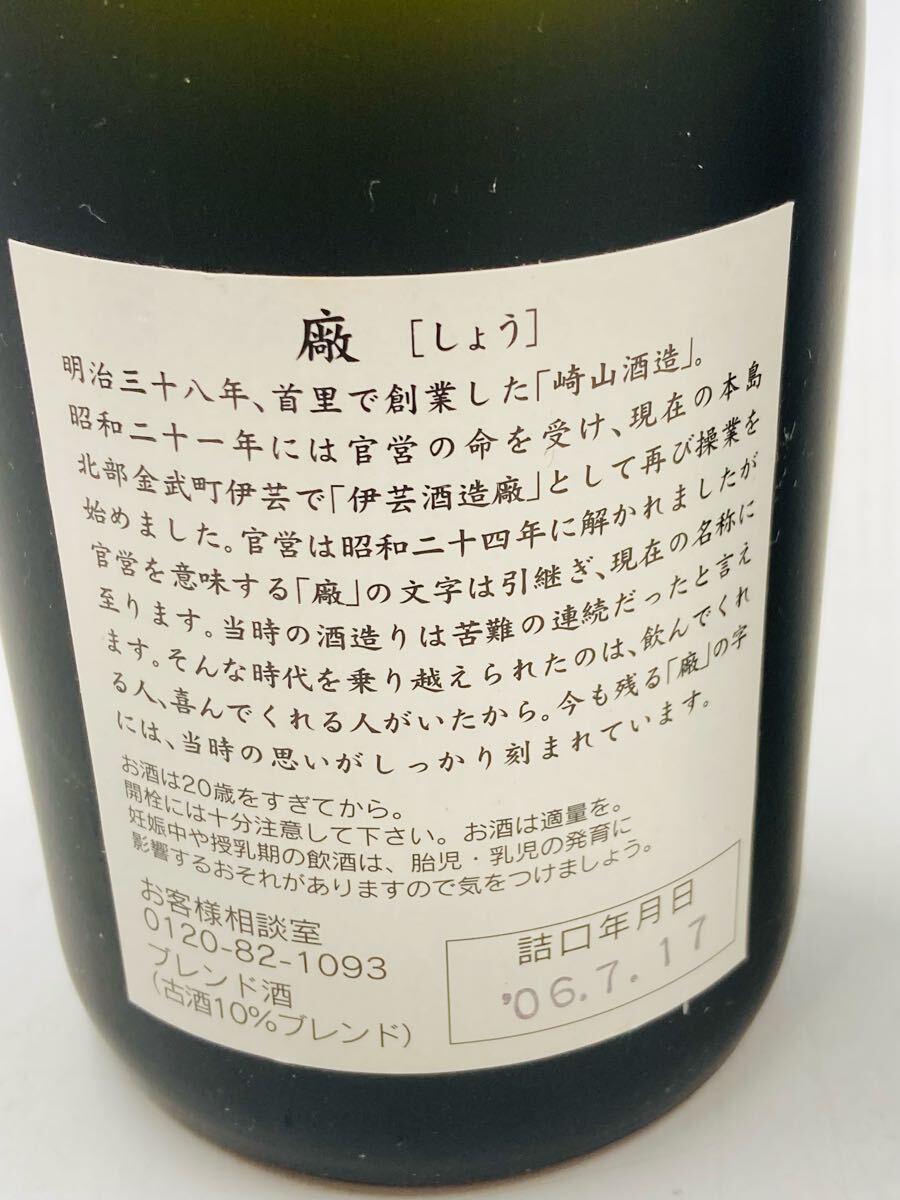 廠 [しょう]
明治三十八年、首里で創業した「崎山酒造」。
昭和二十一年には官営の命を受け、現在の本島
北部金武町伊芸で「伊芸酒造廠」として再び操業を
始めました。官営は昭和二十四年に解かれましたが
官営を意味する「廠」の文字は引継ぎ、現在の名称に
至ります。当時の酒造りは苦難の連続だったと言え
ます。そんな時代を乗り越えられたのは、飲んでくれ
る人、喜んでくれる人がいたから。今も残る「廠」の字
には、当時の思いがしっかり刻まれています。
お酒は20歳をすぎてから。
開栓には十分注意して下さい。お酒は適量を。
妊娠中や授乳期の飲酒は、胎児・乳児の発育に
影響するおそれがありますので気をつけましょう。
お客様相談室
0120-82-1093
ブレンド酒
(古酒10%ブレンド)
詰口年月日
'06.7.17